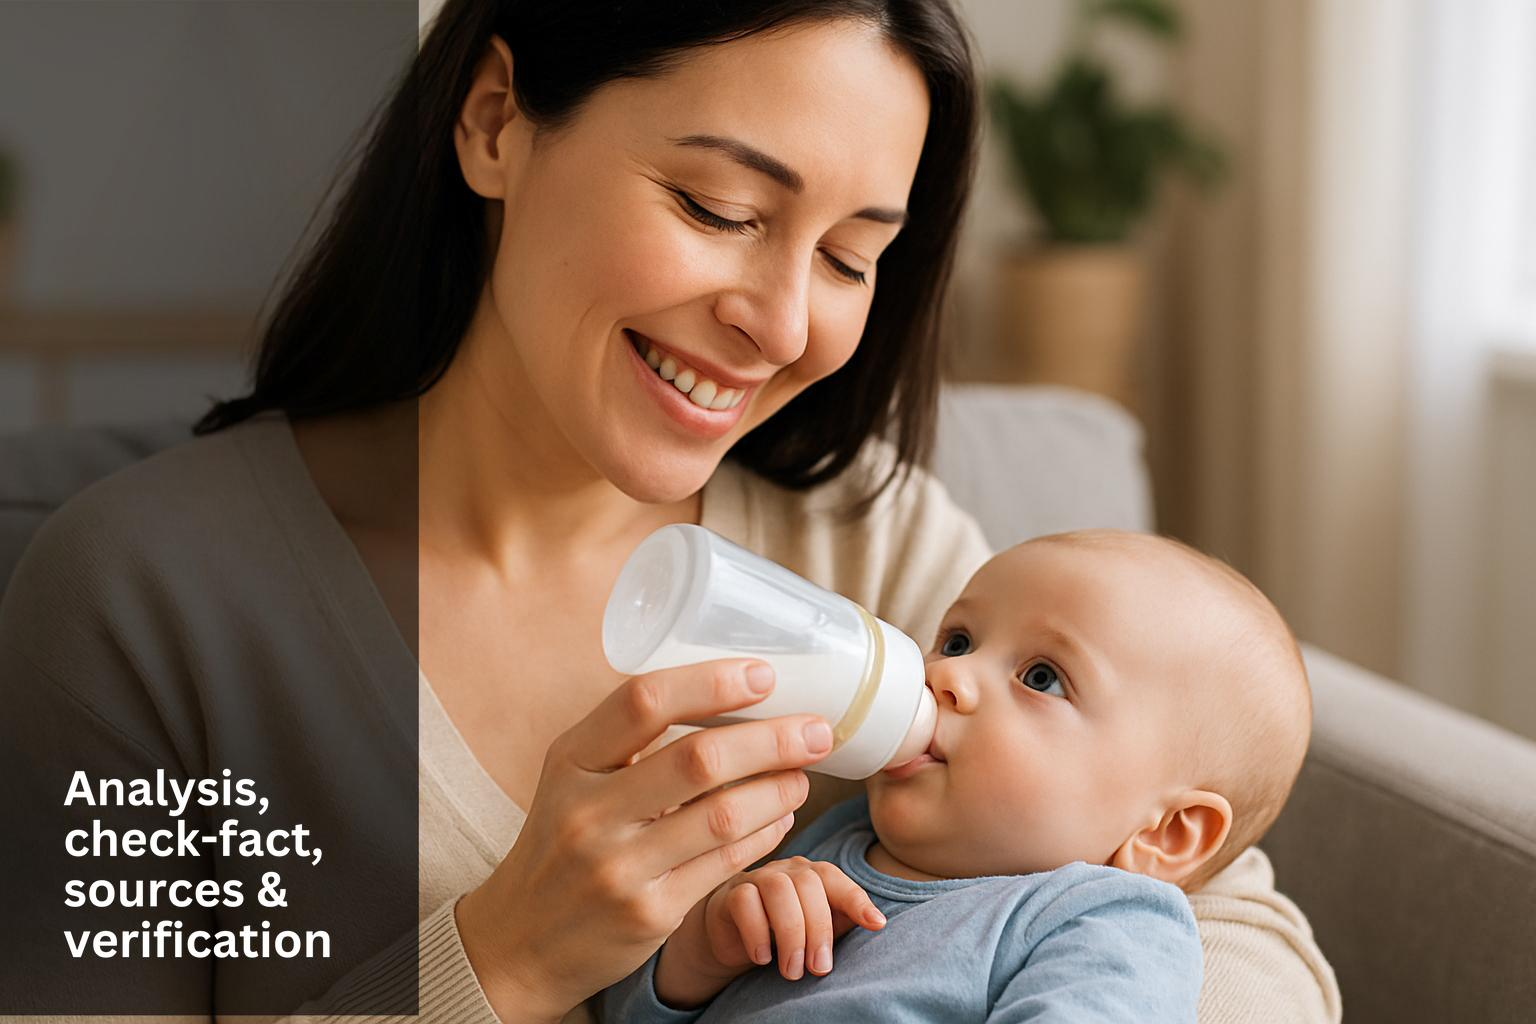 Analysis,
check-fact,
sources &
verification